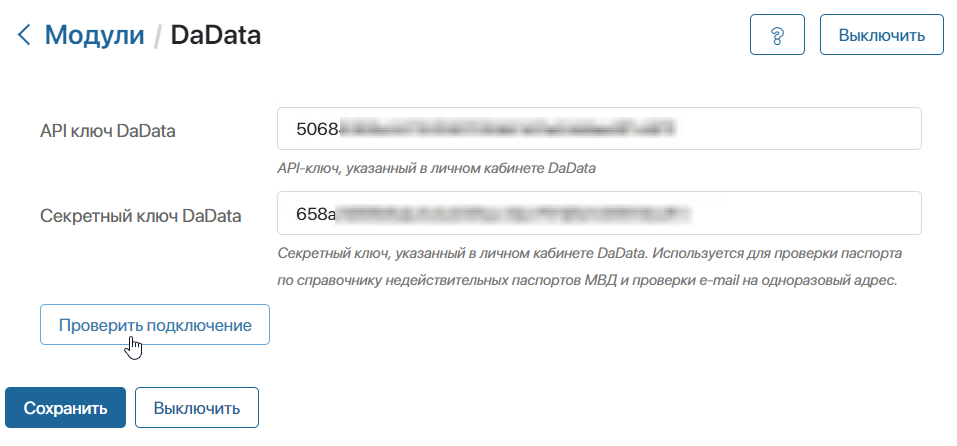 Модули / DaData
?
Выключить
API ключ DaData
5068
API-ключ, указанный в личном кабинете DaData
Секретный ключ DaData
658a
Секретный ключ, указанный в личном кабинете DaData. Используется для проверки паспорта
по справочнику недействительных паспортов МВД и проверки e-mail на одноразовый адрес.
Проверить подключение
Сохранить
Выключить